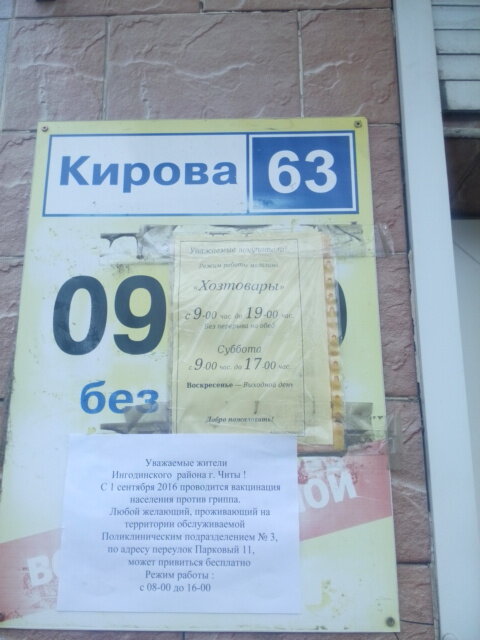 Кирова 63
09
без
Уважаемые покупатели!
Режим работы магазина
«Хозтовары»
с 9-00 час. до 19-00 час.
Без перерыва на обед
Суббота
с 9-00 час. до 17-00 час.
Воскресенье — Выходной день
Добро пожаловать!
Уважаемые жители
Ингодинского района г. Читы !
С 1 сентября 2016 проводится вакцинация
населения против гриппа.
Любой желающий, проживающий на
территории обслуживаемой
Поликлиническим подразделением № 3,
по адресу переулок Парковый 11,
может привиться бесплатно
Режим работы :
с 08-00 до 16-00